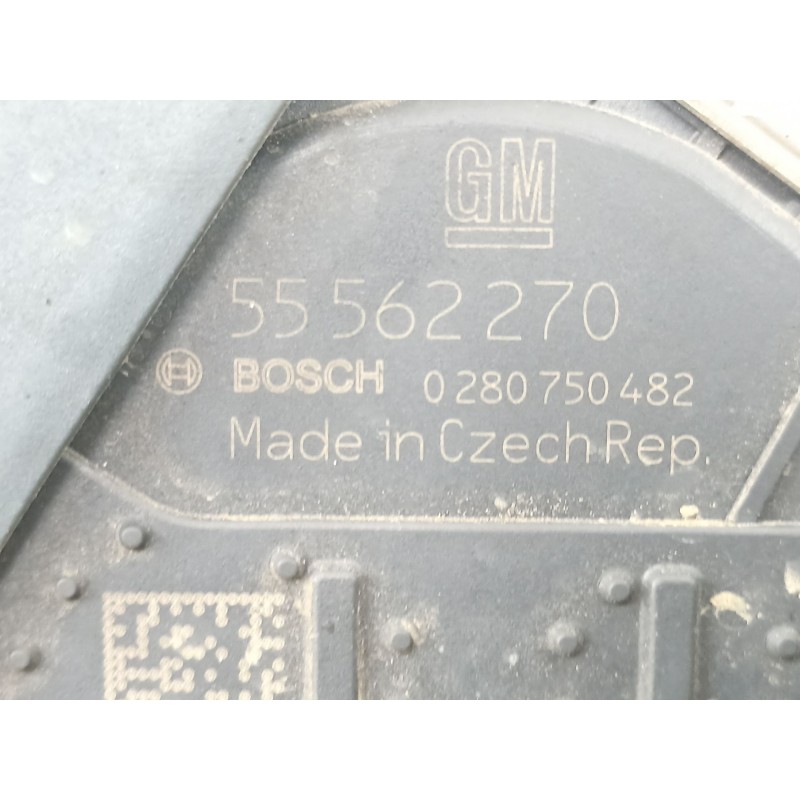 GM
55 562 270
BOSCH 0 280 750 482
Made in Czech Rep.